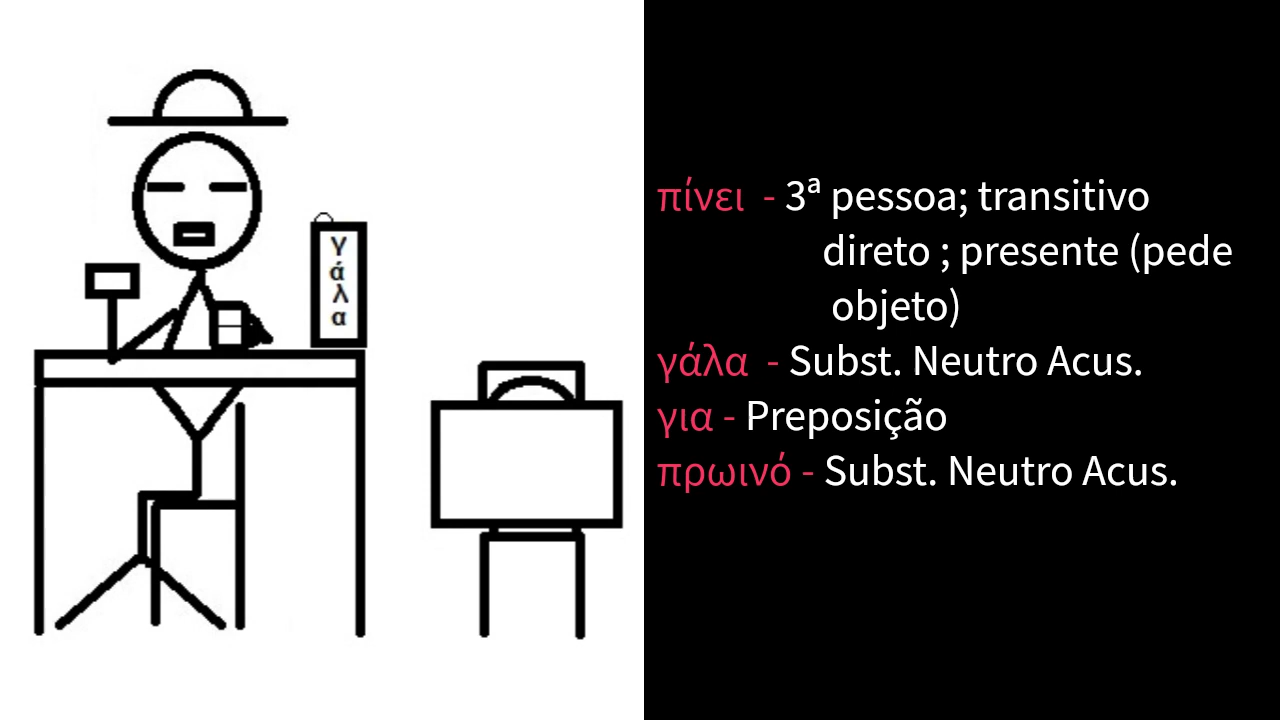 γ
ά
λ
α
πίνει - 3ª pessoa; transitivo
direto ; presente (pede
objeto)
γάλα - Subst. Neutro Acus.
για - Preposição
πρωινό - Subst. Neutro Acus.